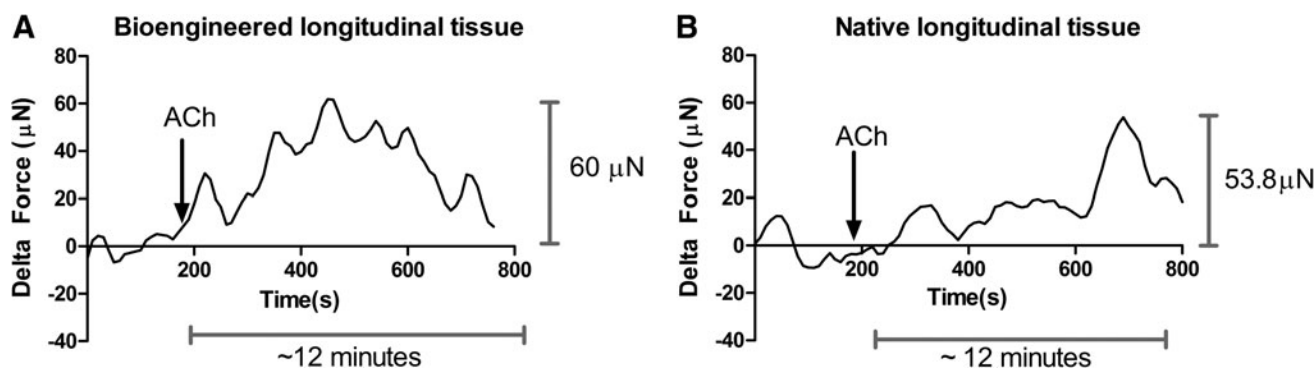 A
Bioengineered longitudinal tissue
Delta Force (μN)
80
60
40
20
0
-20
-40
ACh
200
400
600
800
Time(s)
60 μN
~12 minutes
B
Native longitudinal tissue
Delta Force (μN)
80
60
40
20
0
-20
-40
ACh
200
400
600
800
Time(s)
53.8μN
~ 12 minutes